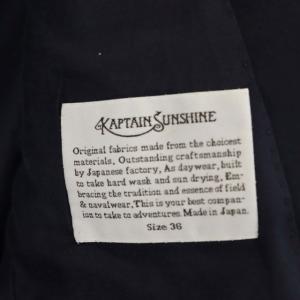 KAPTAIN SUNSHINE
Original fabrics made from the choicest
materials. Outstanding craftsmanship
by Japanese factory. As daywear, built
to take hard wash and sun drying. Em-
bracing the tradition and essence of field
& navalwear. This is your best compan-
ion to take to adventures. Made in Japan.
Size: 36